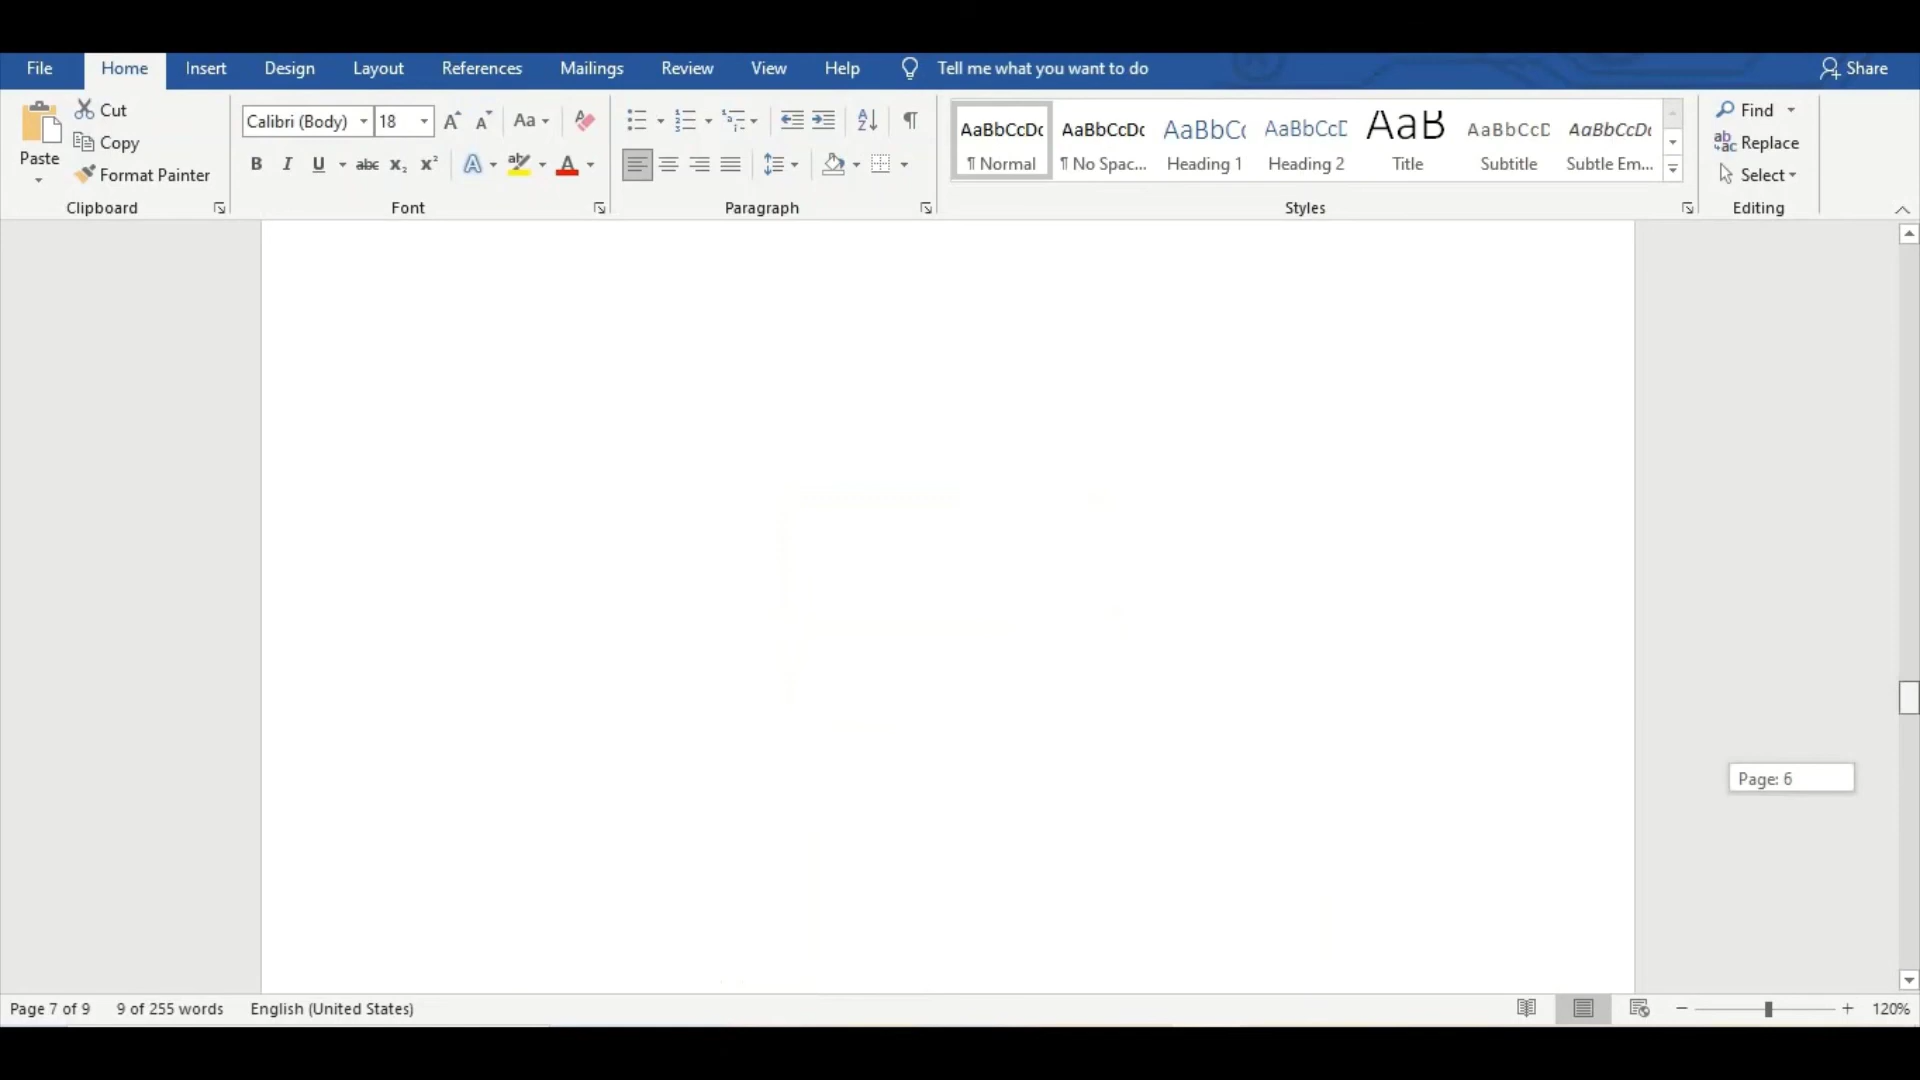 File Home Insert Design Layout References Mailings Review View Help Tell me what you want to do Share
Paste
Cut
Copy
Format Painter
Clipboard
Calibri (Body) 18 Aa
B I U abc x₂ x² A ab A
Font
Paragraph
AaBbCcDc AaBbCcDc AaBbC AaBbCcD AaB AaBbCcD AaBbCcDc
¶ Normal ¶ No Spac... Heading 1 Heading 2 Title Subtitle Subtle Em...
Styles
Find
Replace
Select
Editing
Page: 6
Page 7 of 9 9 of 255 words English (United States) 120%